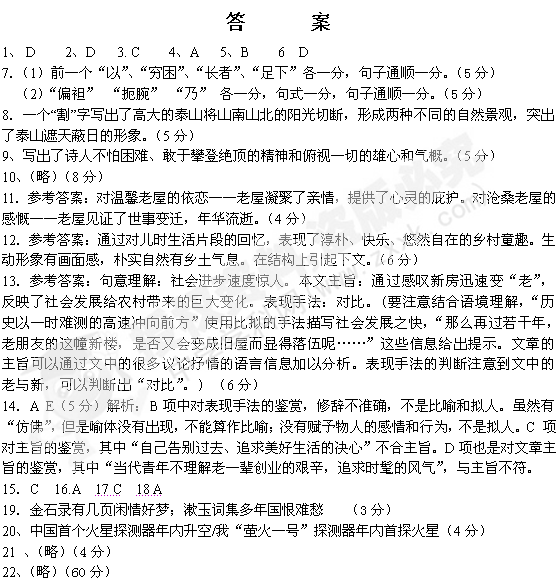 答　　案
1、 D　　2、D　　3. C　　4、A　　5、B　　6　D
7.（1）前一个“以”、“穷困”、“长者”、“足下”各一分，句子通顺一分。（5 分）
（2）“偏袒” “扼腕” “乃” 各一分，句式一分，句子通顺一分。（5 分）
8．一个“割”字写出了高大的泰山将山南山北的阳光切断，形成两种不同的自然景观，突出
了泰山遮天蔽日的形象。（5 分）
9、写出了诗人不怕困难、敢于攀登绝顶的精神和俯视一切的雄心和气慨。（5 分）
10、（略）（8 分）
11．参考答案：对温馨老屋的依恋——老屋凝聚了亲情，提供了心灵的庇护。对沧桑老屋的
感慨——老屋见证了世事变迁，年华流逝。（4 分）
12．参考答案：通过对儿时生活片段的回忆，表现了淳朴、快乐、悠然自在的乡村童趣。生
动形象有画面感，朴实自然有乡土气息。在结构上引起下文。（6 分）
13．参考答案：句意理解：社会进步速度惊人。本文主旨：通过感叹新房迅速变“老”，
反映了社会发展给农村带来的巨大变化。表现手法：对比。（要注意结合语境理解，“历
史以一时难测的高速冲向前方”使用比拟的手法描写社会发展之快，“那么再过若干年，
老朋友的这幢新楼，是否又会变成旧屋而显得落伍呢……”这些信息给出提示。文章的
主旨可以通过文中的很多议论抒情的语言信息加以分析。表现手法的判断注意到文中的
老与新，可以判断出“对比”。）（6 分）
14．A E（5 分）解析：B 项中对表现手法的鉴赏，修辞不准确，不是比喻和拟人。虽然有
“仿佛”，但是喻体没有出现，不能算作比喻；没有赋予物人的感情和行为，不是拟人。C 项
对主旨的鉴赏，其中“自己告别过去、追求美好生活的决心”不合主旨。D 项也是对文章主
旨的鉴赏，其中“当代青年不理解老一辈创业的艰辛，追求时髦的风气”，与主旨不符。
15．C　16.A　17.C　18.A
19．金石录有几页闲情好梦；漱玉词集多年国恨难愁　　（3 分）
20、中国首个火星探测器年内升空/我“萤火一号”探测器年内首探火星（4 分）
21 、（略）（4 分）
22、（略）（60 分）